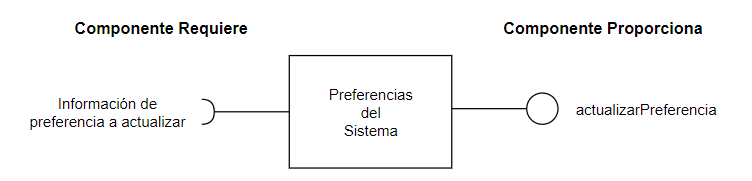 Componente Requiere
Componente Proporciona
Información de
preferencia a actualizar
Preferencias
del
Sistema
actualizarPreferencia